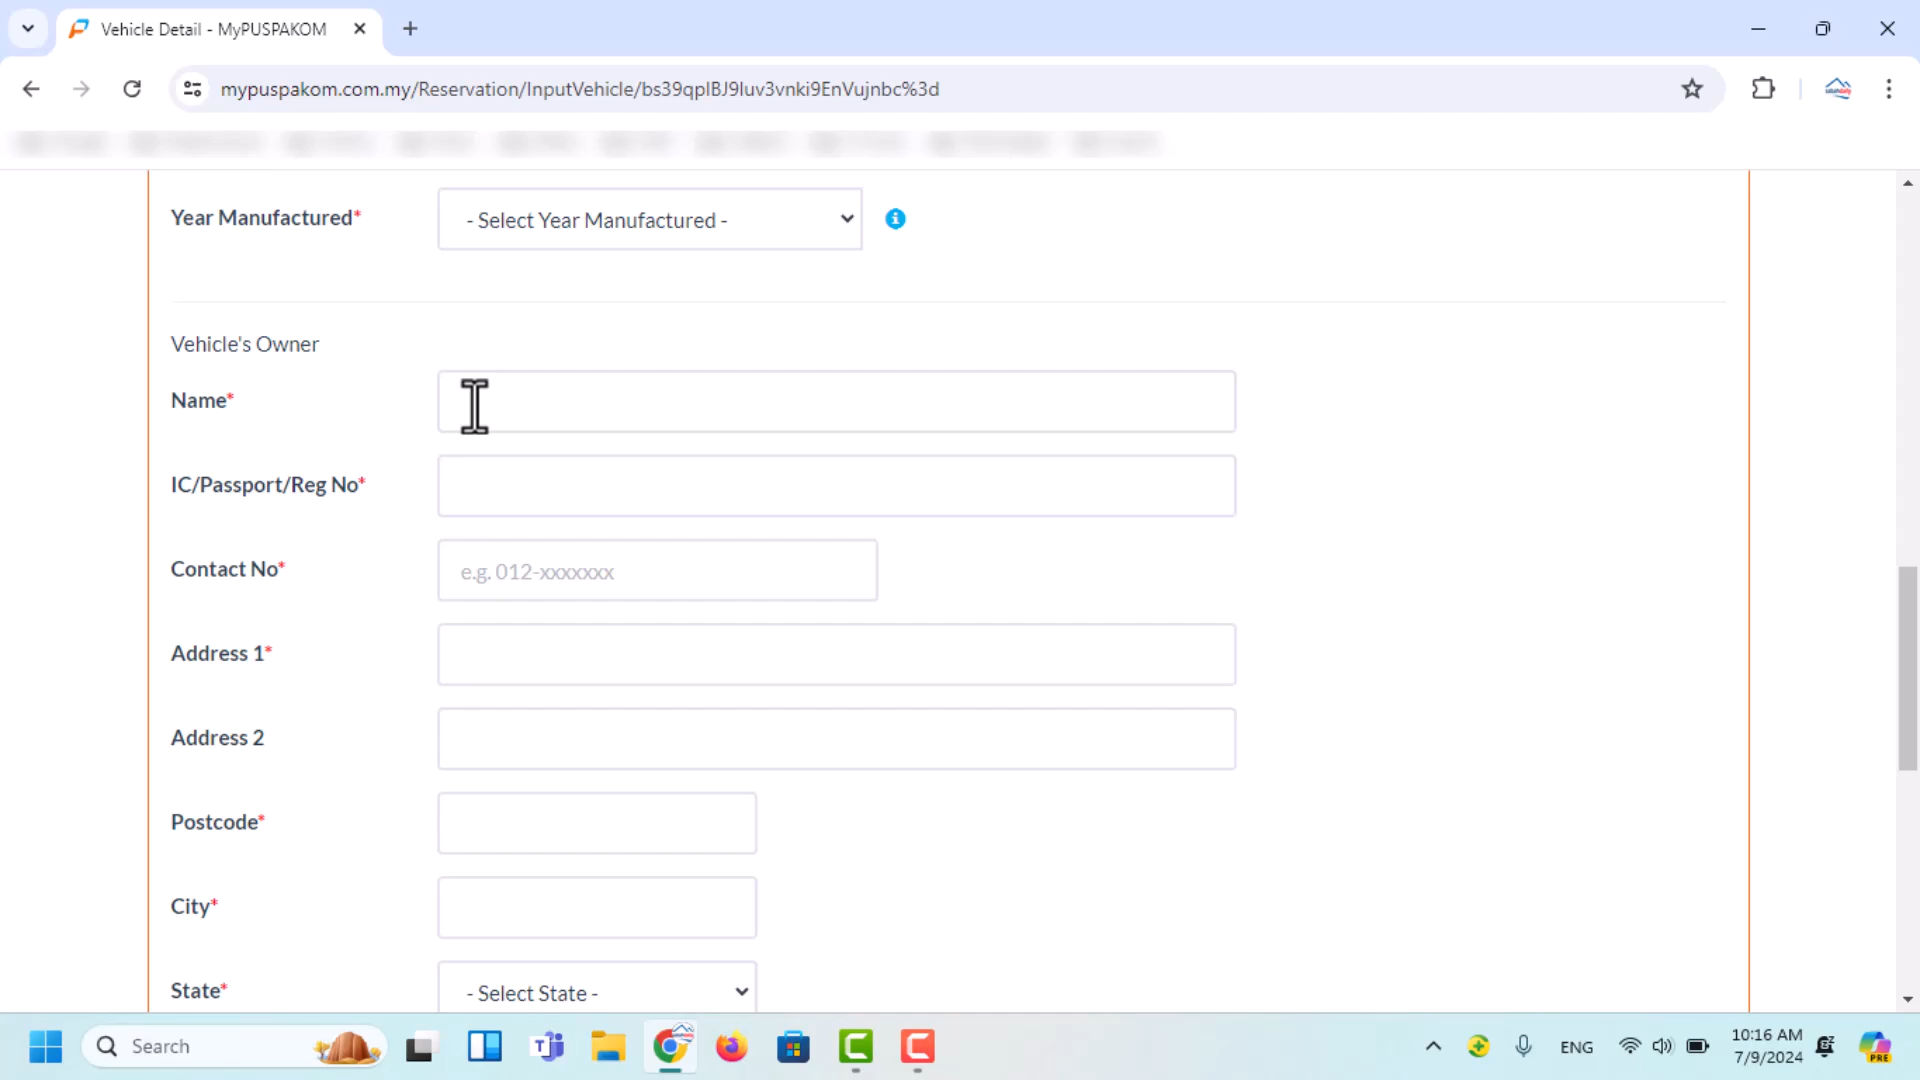 Vehicle Detail - MyPUSPAKOM
mypuspakom.com.my/Reservation/InputVehicle/bs39qplBJ9luv3vnki9EnVujnbc%3d
Year Manufactured*
- Select Year Manufactured -
Vehicle's Owner
Name*
IC/Passport/Reg No*
Contact No*
e.g. 012-xxxxxxx
Address 1*
Address 2
Postcode*
City*
State*
- Select State -
Search
ENG
10:16 AM
7/9/2024
PRE